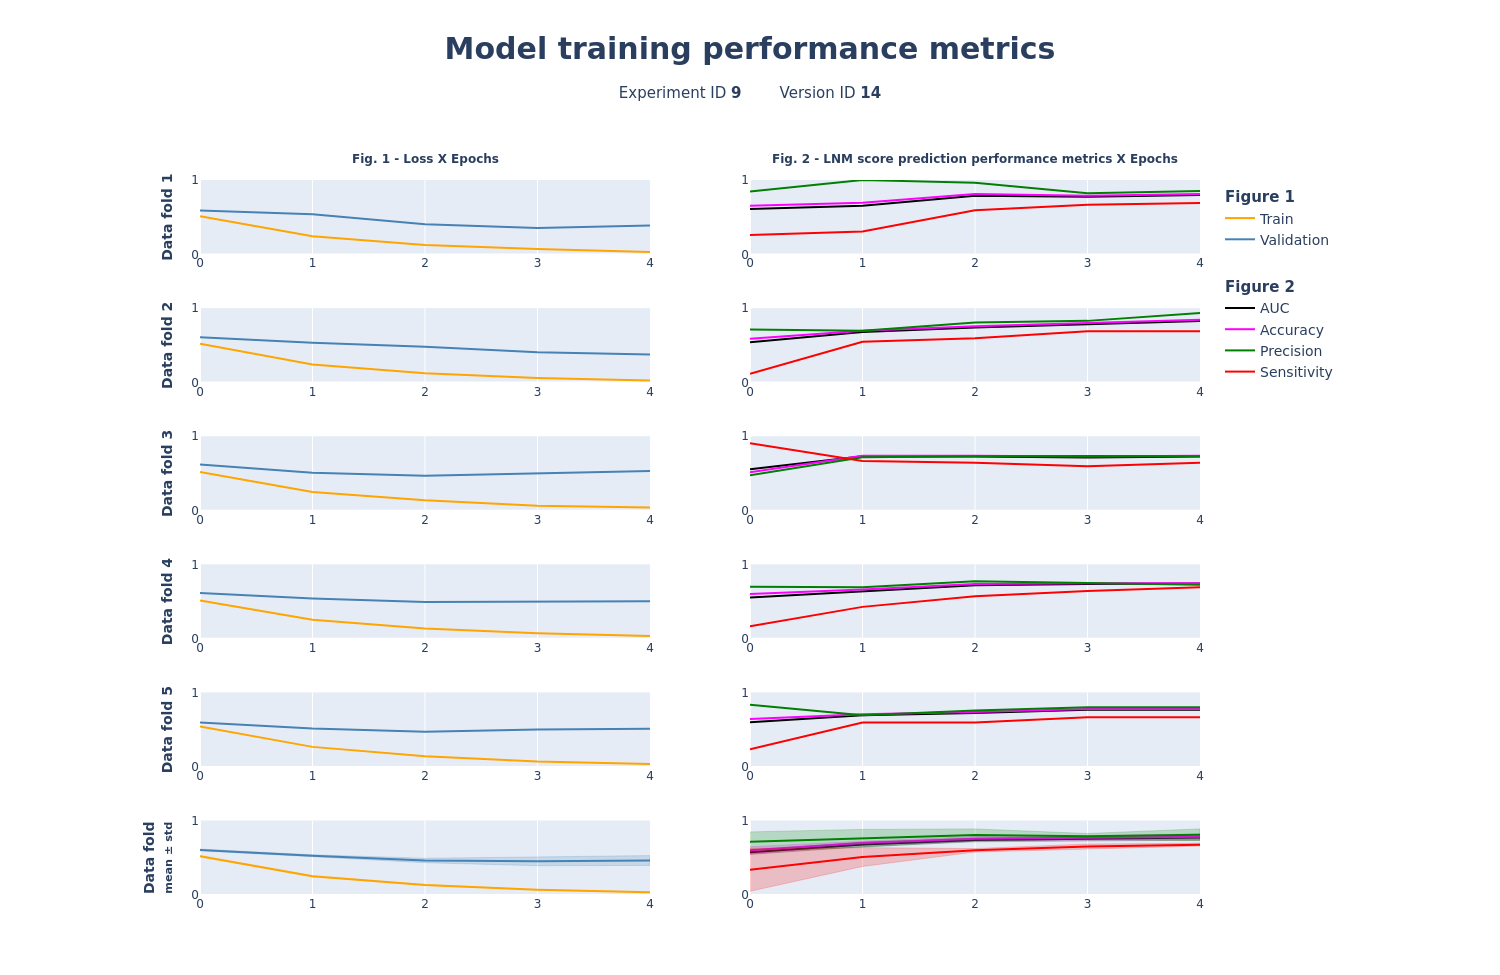 Model training performance metrics
Experiment ID 9 Version ID 14
Fig. 1 - Loss X Epochs
Fig. 2 - LNM score prediction performance metrics X Epochs
Data fold 1
1
0
0 1 2 3 4
1
0
0 1 2 3 4
Data fold 2
1
0
0 1 2 3 4
1
0
0 1 2 3 4
Data fold 3
1
0
0 1 2 3 4
1
0
0 1 2 3 4
Data fold 4
1
0
0 1 2 3 4
1
0
0 1 2 3 4
Data fold 5
1
0
0 1 2 3 4
1
0
0 1 2 3 4
Data fold
mean ± std
1
0
0 1 2 3 4
1
0
0 1 2 3 4
Figure 1
Train
Validation
Figure 2
AUC
Accuracy
Precision
Sensitivity